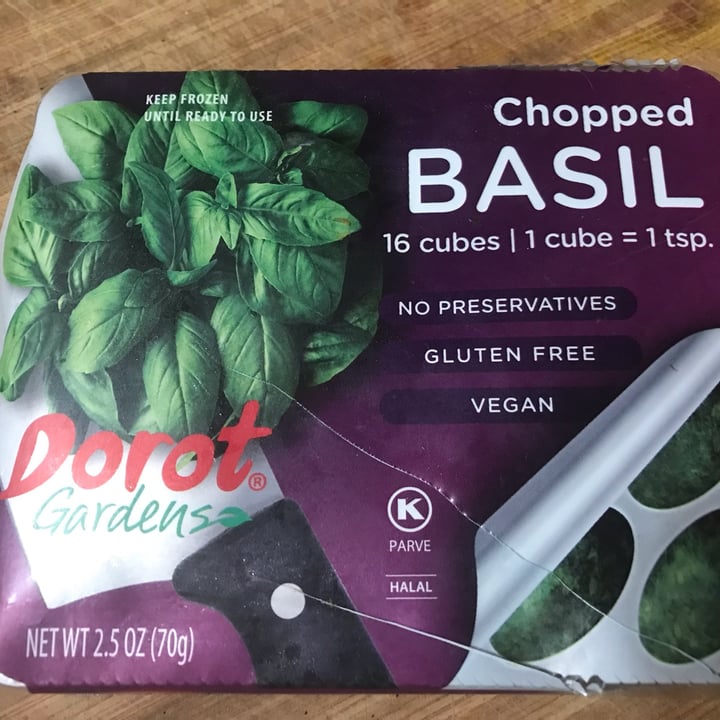 KEEP FROZEN
UNTIL READY TO USE
Chopped
BASIL
16 cubes | 1 cube = 1 tsp.
NO PRESERVATIVES
GLUTEN FREE
VEGAN
Dorot®
Gardens
K
PARVE
HALAL
NET WT 2.5 OZ (70g)